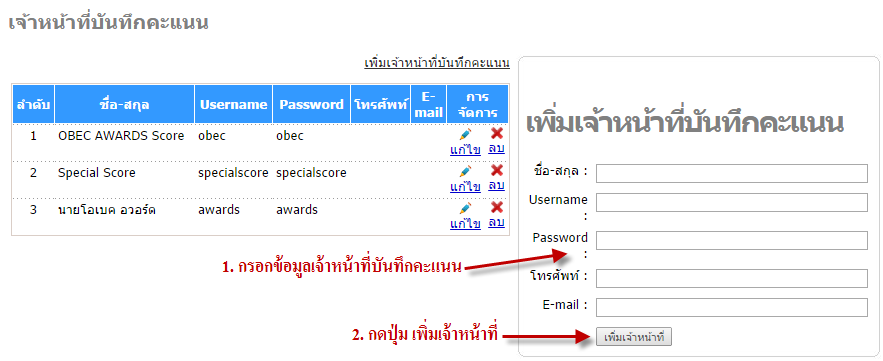 เจ้าหน้าที่บันทึกคะแนน
เพิ่มเจ้าหน้าที่บันทึกคะแนน
ลำดับ ชื่อ-สกุล Username Password โทรศัพท์ E-mail การจัดการ
1 OBEC AWARDS Score obec obec แก้ไข ลบ
2 Special Score specialscore specialscore แก้ไข ลบ
3 นายโอเบค อวอร์ด awards awards แก้ไข ลบ
เพิ่มเจ้าหน้าที่บันทึกคะแนน
ชื่อ-สกุล :
Username :
Password :
โทรศัพท์ :
E-mail :
เพิ่มเจ้าหน้าที่
1. กรอกข้อมูลเจ้าหน้าที่บันทึกคะแนน
2. กดปุ่ม เพิ่มเจ้าหน้าที่